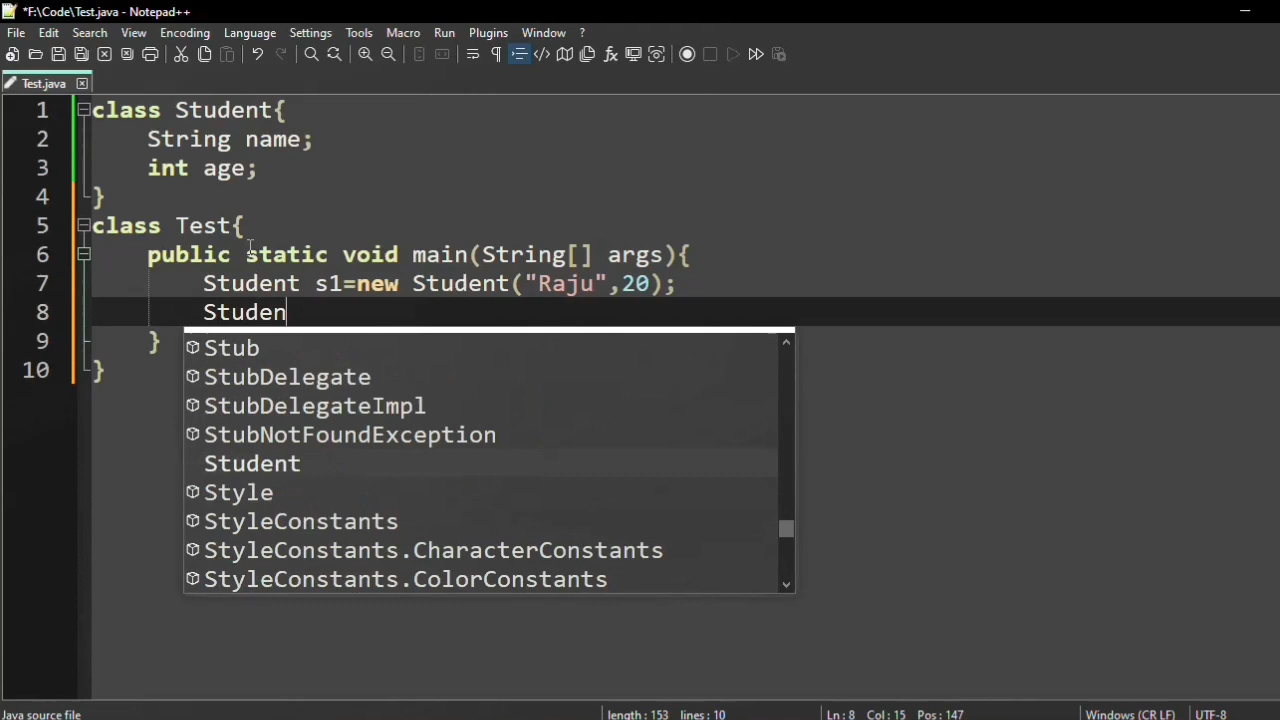 *F:\Code\Test.java - Notepad++
File Edit Search View Encoding Language Settings Tools Macro Run Plugins Window ?
Test.java
1 class Student{
2 String name;
3 int age;
4 }
5 class Test{
6 public static void main(String[] args){
7 Student s1=new Student("Raju",20);
8 Studen
9 }
10 }
Stub
StubDelegate
StubDelegateImpl
StubNotFoundException
Student
Style
StyleConstants
StyleConstants.CharacterConstants
StyleConstants.ColorConstants
Java source file length : 153 lines : 10 Ln : 8 Col : 15 Pos : 147 Windows (CR LF) UTF-8